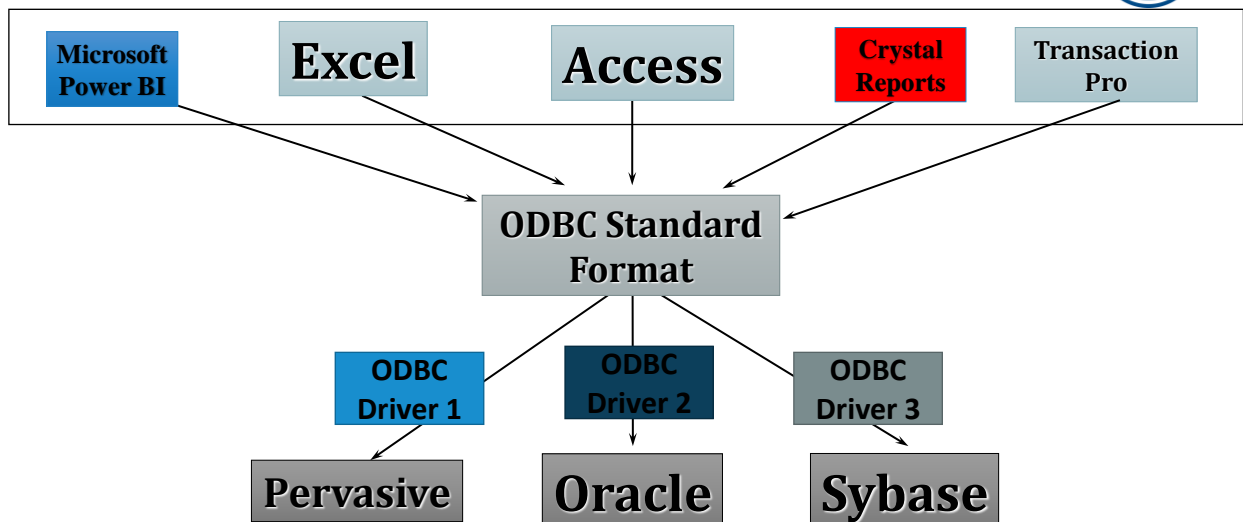 Microsoft
Power BI
Excel
Access
Crystal
Reports
Transaction
Pro
ODBC Standard
Format
ODBC
Driver 1
ODBC
Driver 2
ODBC
Driver 3
Pervasive
Oracle
Sybase